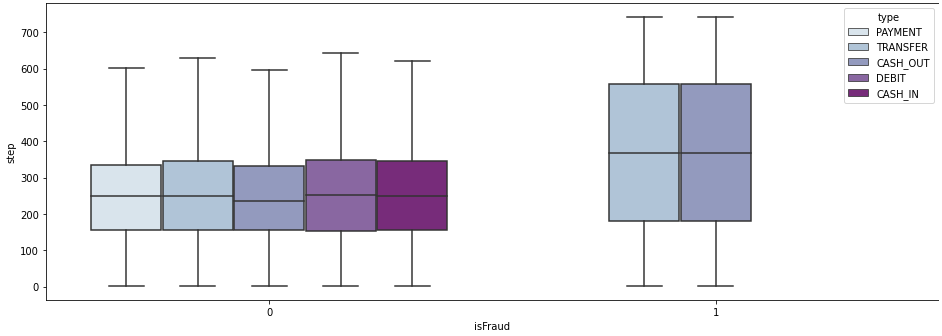 type
PAYMENT
TRANSFER
CASH_OUT
DEBIT
CASH_IN
700
600
500
400
300
200
100
0
step
0
1
isFraud